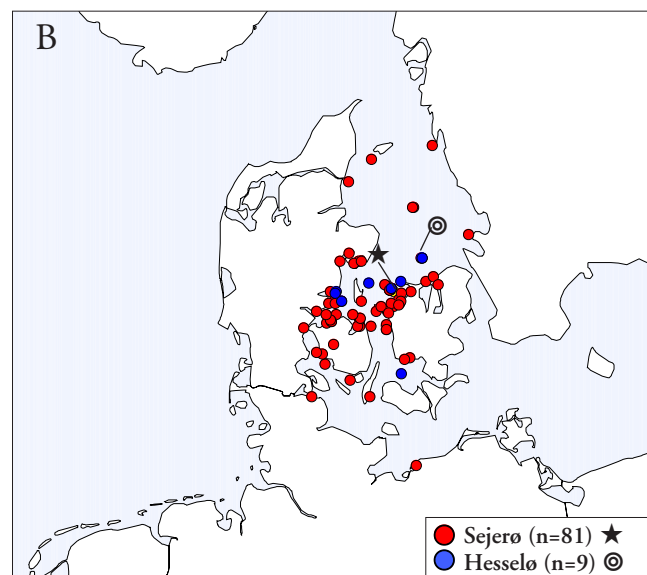 B
Sejerø (n=81) ★
Hesselø (n=9) ◎